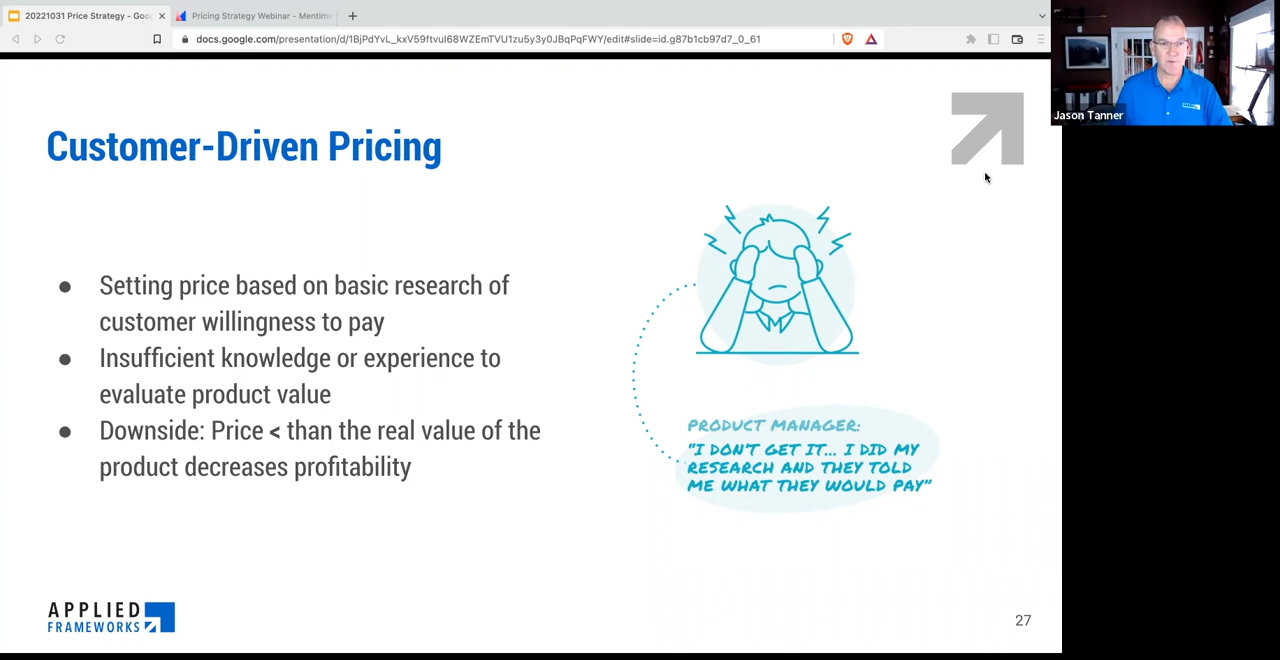 20221031 Price Strategy - Goo
Pricing Strategy Webinar - Mentime
docs.google.com/presentation/d/1BjPdYvL_kxV59ftvul68WZEmTVU1zu5y3y0JBqPqFWY/edit#slide=id.g87b1cb97d7_0_61
Jason Tanner
Customer-Driven Pricing
● Setting price based on basic research of
customer willingness to pay
● Insufficient knowledge or experience to
evaluate product value
● Downside: Price < than the real value of the
product decreases profitability
PRODUCT MANAGER:
"I DON'T GET IT... I DID MY
RESEARCH AND THEY TOLD
ME WHAT THEY WOULD PAY"
APPLIED
FRAMEWORKS
27